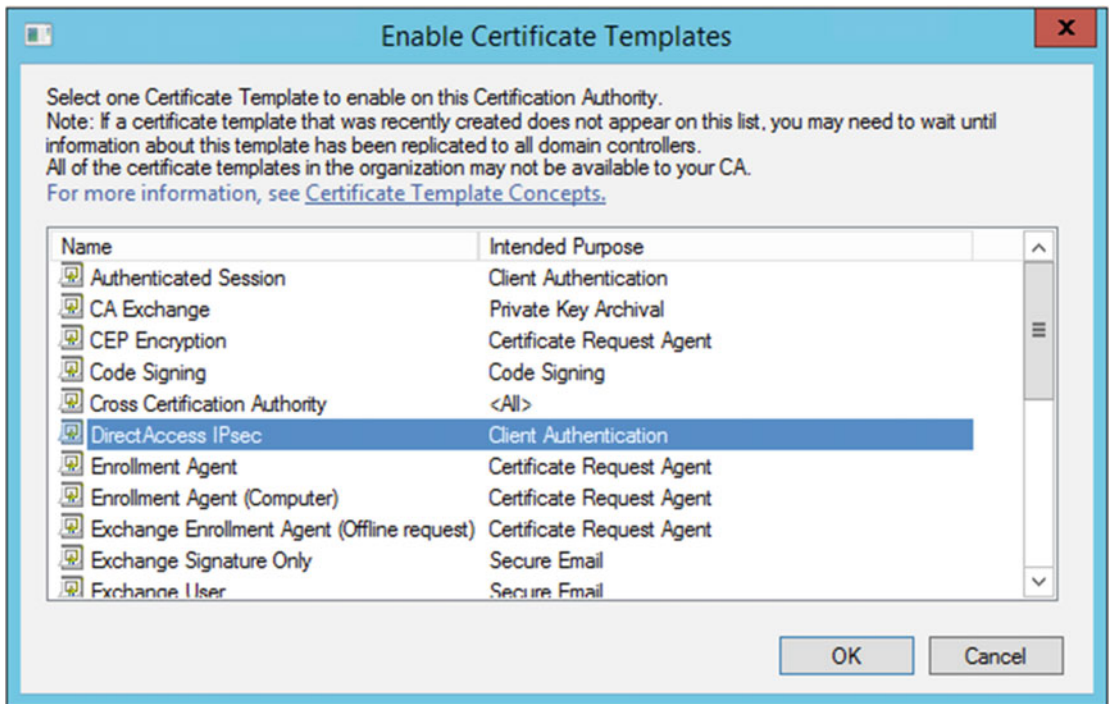 Enable Certificate Templates
x
Select one Certificate Template to enable on this Certification Authority.
Note: If a certificate template that was recently created does not appear on this list, you may need to wait until
information about this template has been replicated to all domain controllers.
All of the certificate templates in the organization may not be available to your CA.
For more information, see Certificate Template Concepts.
Name Intended Purpose
Authenticated Session Client Authentication
CA Exchange Private Key Archival
CEP Encryption Certificate Request Agent
Code Signing Code Signing
Cross Certification Authority <All>
DirectAccess IPsec Client Authentication
Enrollment Agent Certificate Request Agent
Enrollment Agent (Computer) Certificate Request Agent
Exchange Enrollment Agent (Offline request) Certificate Request Agent
Exchange Signature Only Secure Email
Exchange User Secure Email
OK Cancel